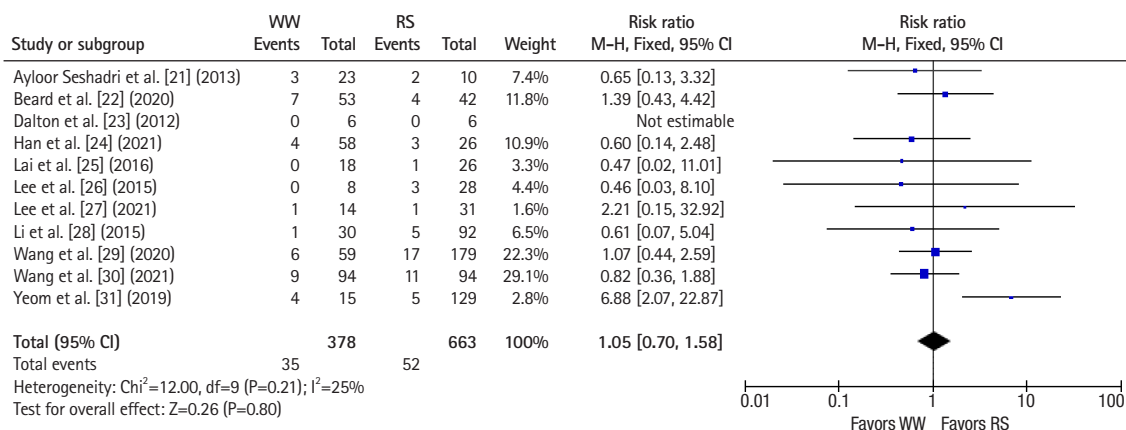 WW RS Risk ratio Risk ratio
Study or subgroup Events Total Events Total Weight M-H, Fixed, 95% CI M-H, Fixed, 95% CI
Ayloor Seshadri et al. [21] (2013) 3 23 2 10 7.4% 0.65 [0.13, 3.32]
Beard et al. [22] (2020) 7 53 4 42 11.8% 1.39 [0.43, 4.42]
Dalton et al. [23] (2012) 0 6 0 6 Not estimable
Han et al. [24] (2021) 4 58 3 26 10.9% 0.60 [0.14, 2.48]
Lai et al. [25] (2016) 0 18 1 26 3.3% 0.47 [0.02, 11.01]
Lee et al. [26] (2015) 0 8 3 28 4.4% 0.46 [0.03, 8.10]
Lee et al. [27] (2021) 1 14 1 31 1.6% 2.21 [0.15, 32.92]
Li et al. [28] (2015) 1 30 5 92 6.5% 0.61 [0.07, 5.04]
Wang et al. [29] (2020) 6 59 17 179 22.3% 1.07 [0.44, 2.59]
Wang et al. [30] (2021) 9 94 11 94 29.1% 0.82 [0.36, 1.88]
Yeom et al. [31] (2019) 4 15 5 129 2.8% 6.88 [2.07, 22.87]
Total (95% CI) 378 663 100% 1.05 [0.70, 1.58]
Total events 35 52
Heterogeneity: Chi²=12.00, df=9 (P=0.21); I²=25%
Test for overall effect: Z=0.26 (P=0.80)
0.01 0.1 1 10 100
Favors WW Favors RS